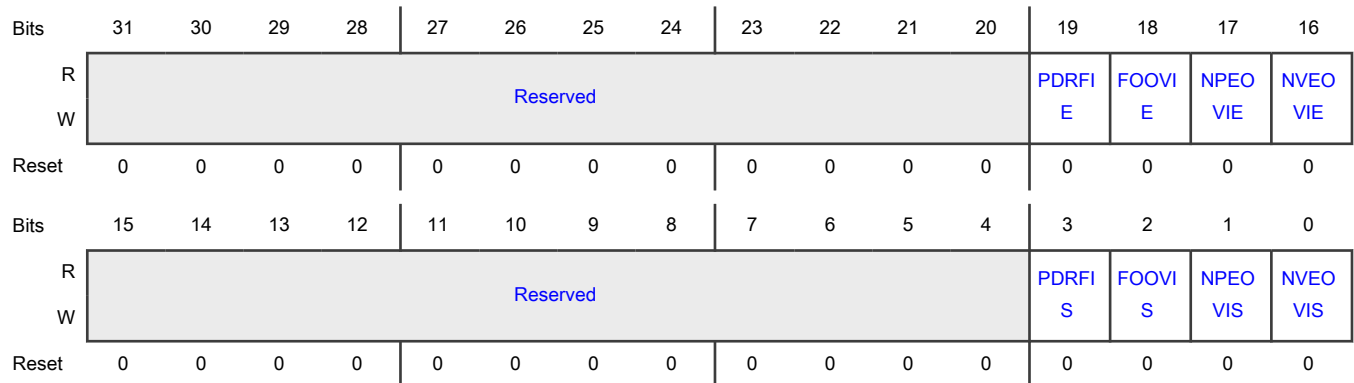 Bits 31 30 29 28 27 26 25 24 23 22 21 20 19 18 17 16
R
Reserved
PDRFI FOOVI NPEO NVEO
E E VIE VIE
W
Reset 0 0 0 0 0 0 0 0 0 0 0 0 0 0 0 0
Bits 15 14 13 12 11 10 9 8 7 6 5 4 3 2 1 0
R
Reserved
PDRFI FOOVI NPEO NVEO
S S VIS VIS
W
Reset 0 0 0 0 0 0 0 0 0 0 0 0 0 0 0 0